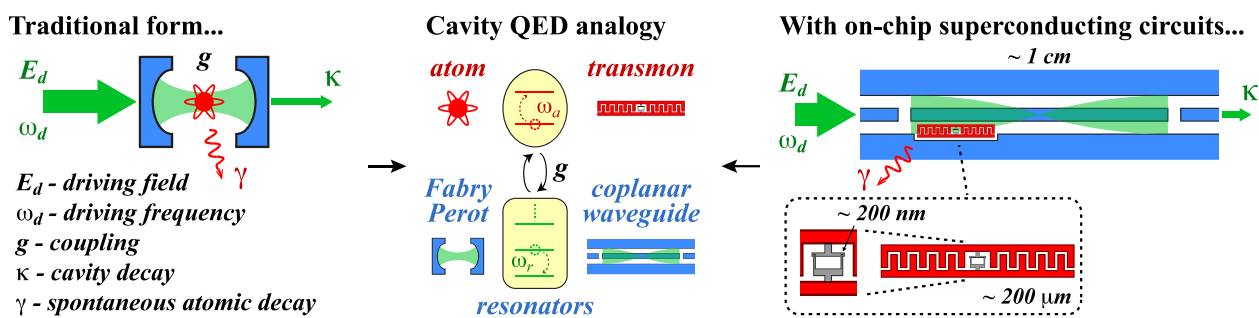 Traditional form...
E_d
ω_d
g
κ
γ
E_d - driving field
ω_d - driving frequency
g - coupling
κ - cavity decay
γ - spontaneous atomic decay
Cavity QED analogy
atom
transmon
ω_a
g
Fabry
Perot
coplanar
waveguide
ω_r
resonators
With on-chip superconducting circuits...
~ 1 cm
E_d
ω_d
κ
γ
~ 200 nm
~ 200 μm